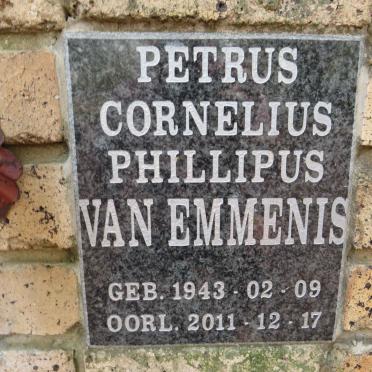 PETRUS
CORNELIUS
PHILLIPUS
VAN EMMENIS
GEB. 1943 - 02 - 09
OORL. 2011 - 12 - 17